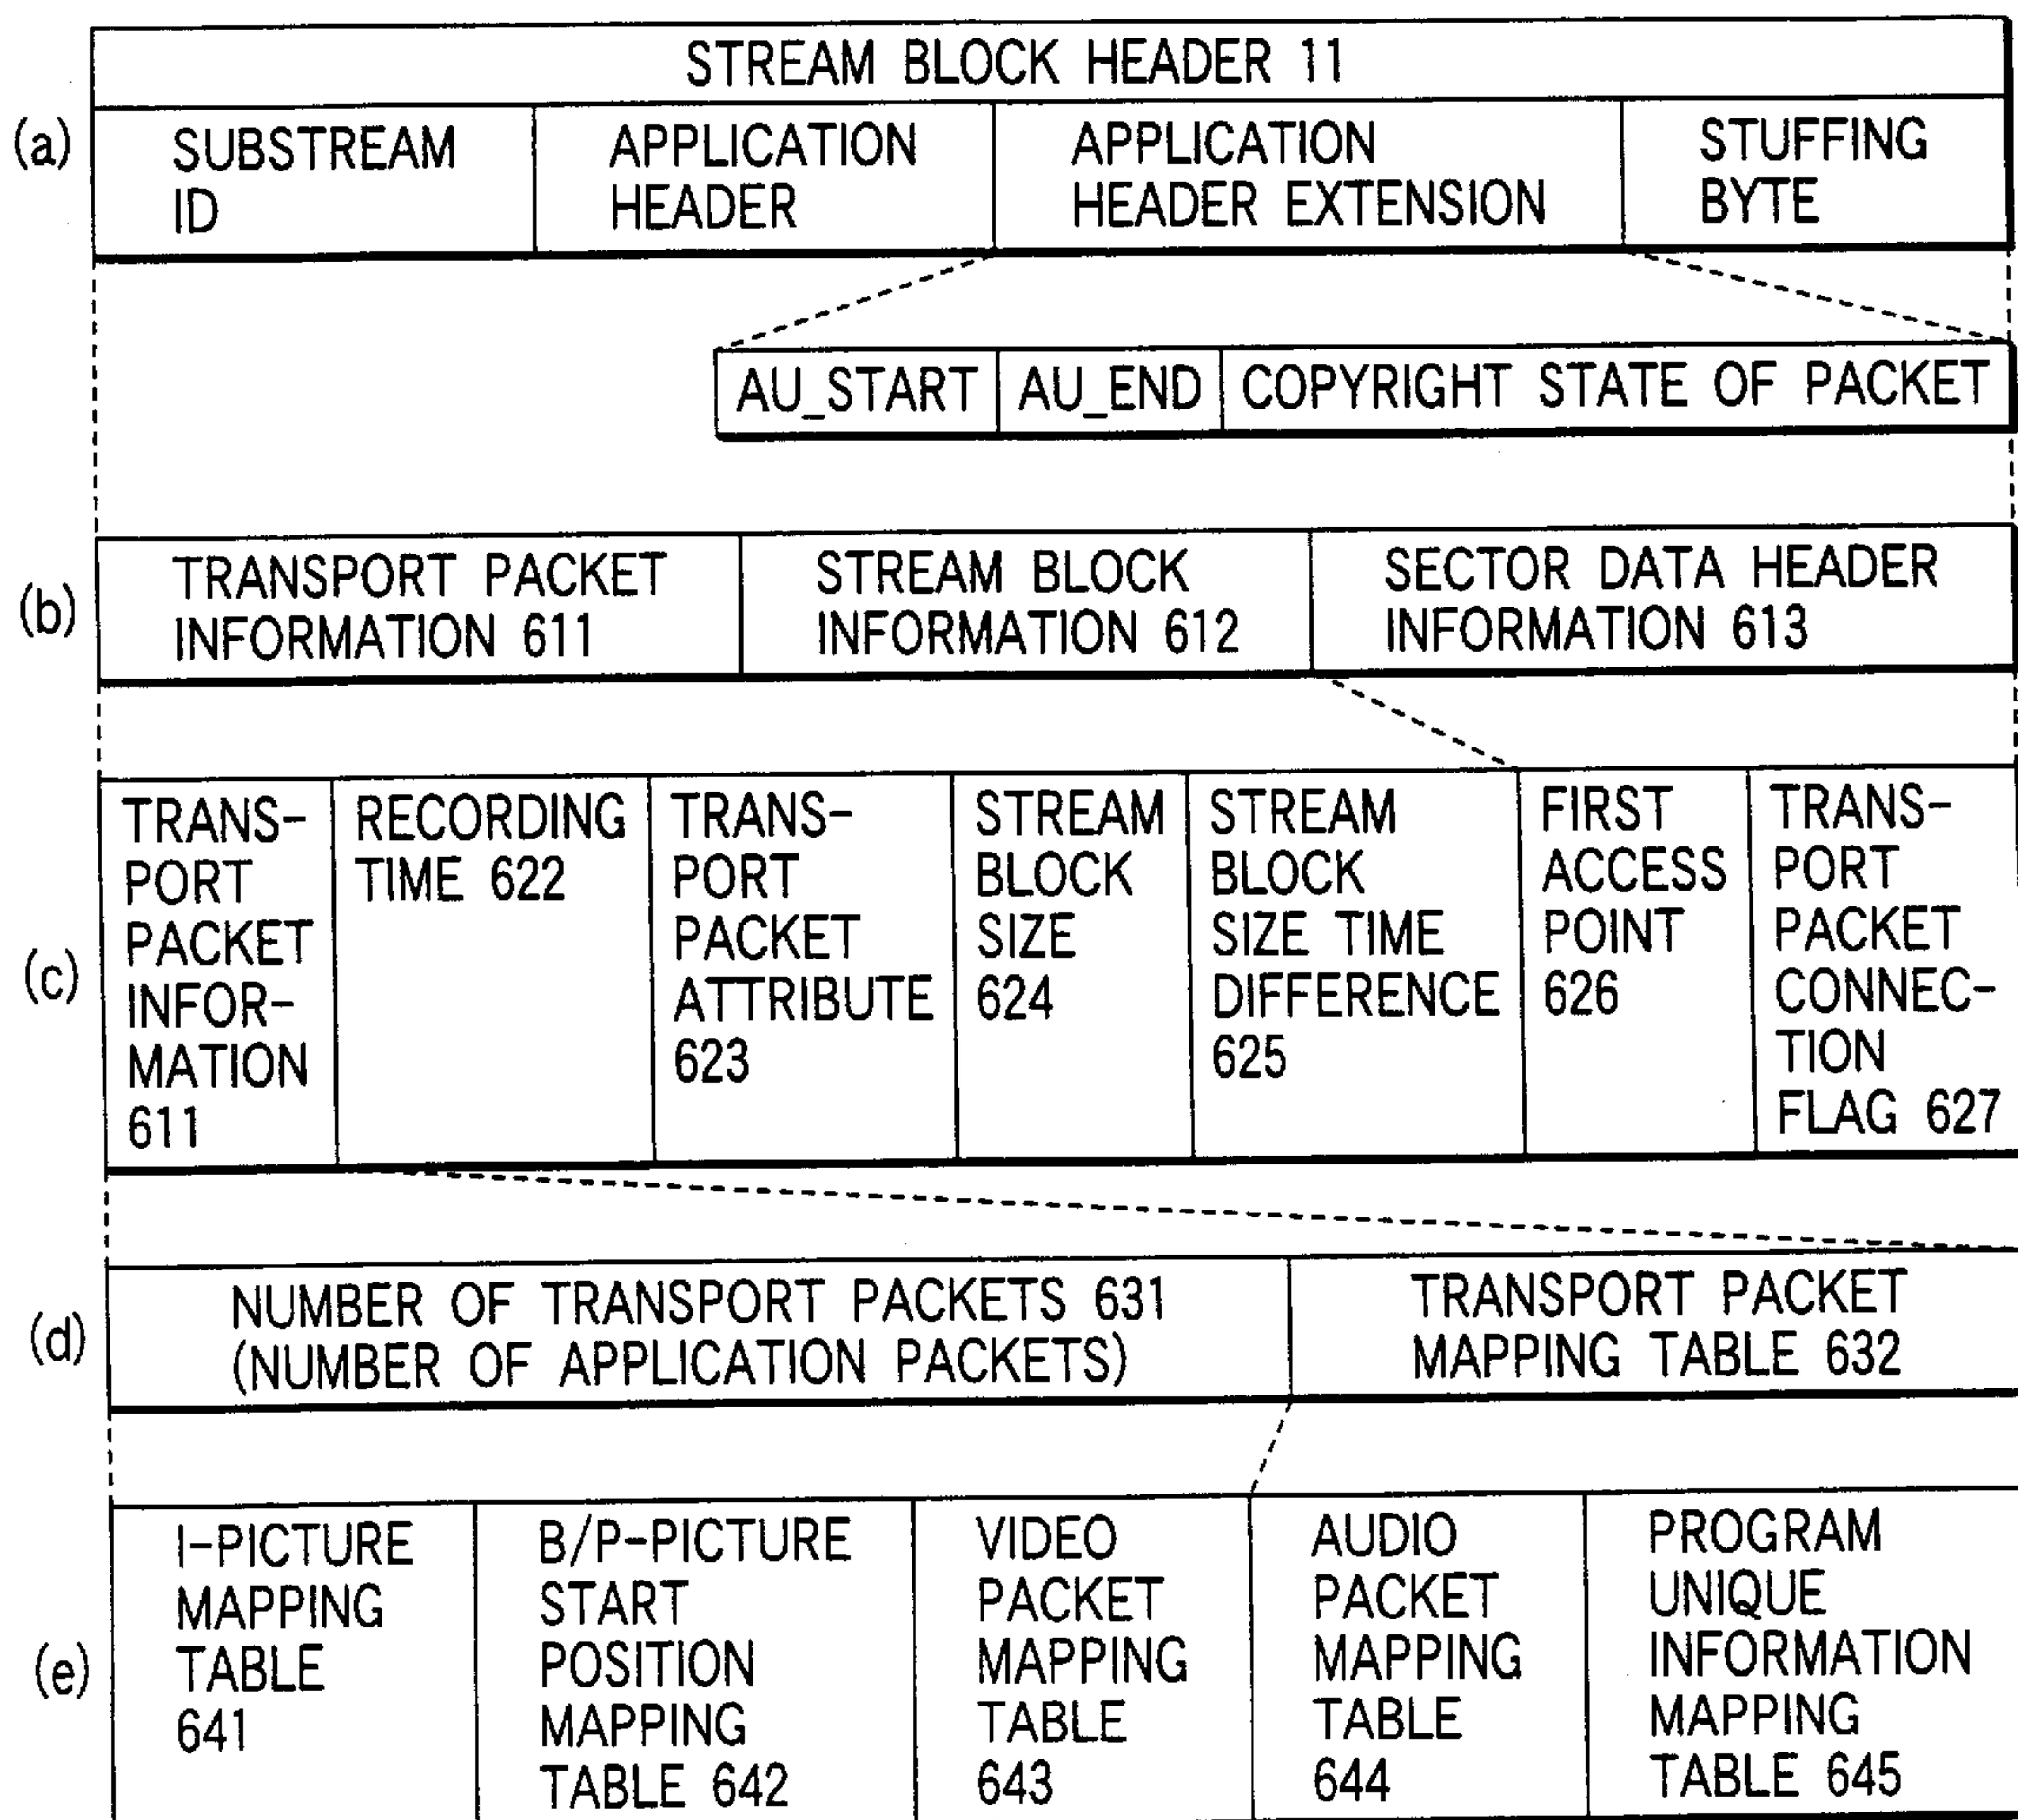 STREAM BLOCK HEADER 11
(a)
SUBSTREAM
ID
APPLICATION
HEADER
APPLICATION
HEADER EXTENSION
STUFFING
BYTE
AU_START
AU_END
COPYRIGHT STATE OF PACKET
(b)
TRANSPORT PACKET
INFORMATION 611
STREAM BLOCK
INFORMATION 612
SECTOR DATA HEADER
INFORMATION 613
(c)
TRANS-
PORT
PACKET
INFOR-
MATION
611
RECORDING
TIME 622
TRANS-
PORT
PACKET
ATTRIBUTE
623
STREAM
BLOCK
SIZE
624
STREAM
BLOCK
SIZE TIME
DIFFERENCE
625
FIRST
ACCESS
POINT
626
TRANS-
PORT
PACKET
CONNEC-
TION
FLAG 627
(d)
NUMBER OF TRANSPORT PACKETS 631
(NUMBER OF APPLICATION PACKETS)
TRANSPORT PACKET
MAPPING TABLE 632
(e)
I-PICTURE
MAPPING
TABLE
641
B/P-PICTURE
START
POSITION
MAPPING
TABLE 642
VIDEO
PACKET
MAPPING
TABLE
643
AUDIO
PACKET
MAPPING
TABLE
644
PROGRAM
UNIQUE
INFORMATION
MAPPING
TABLE 645